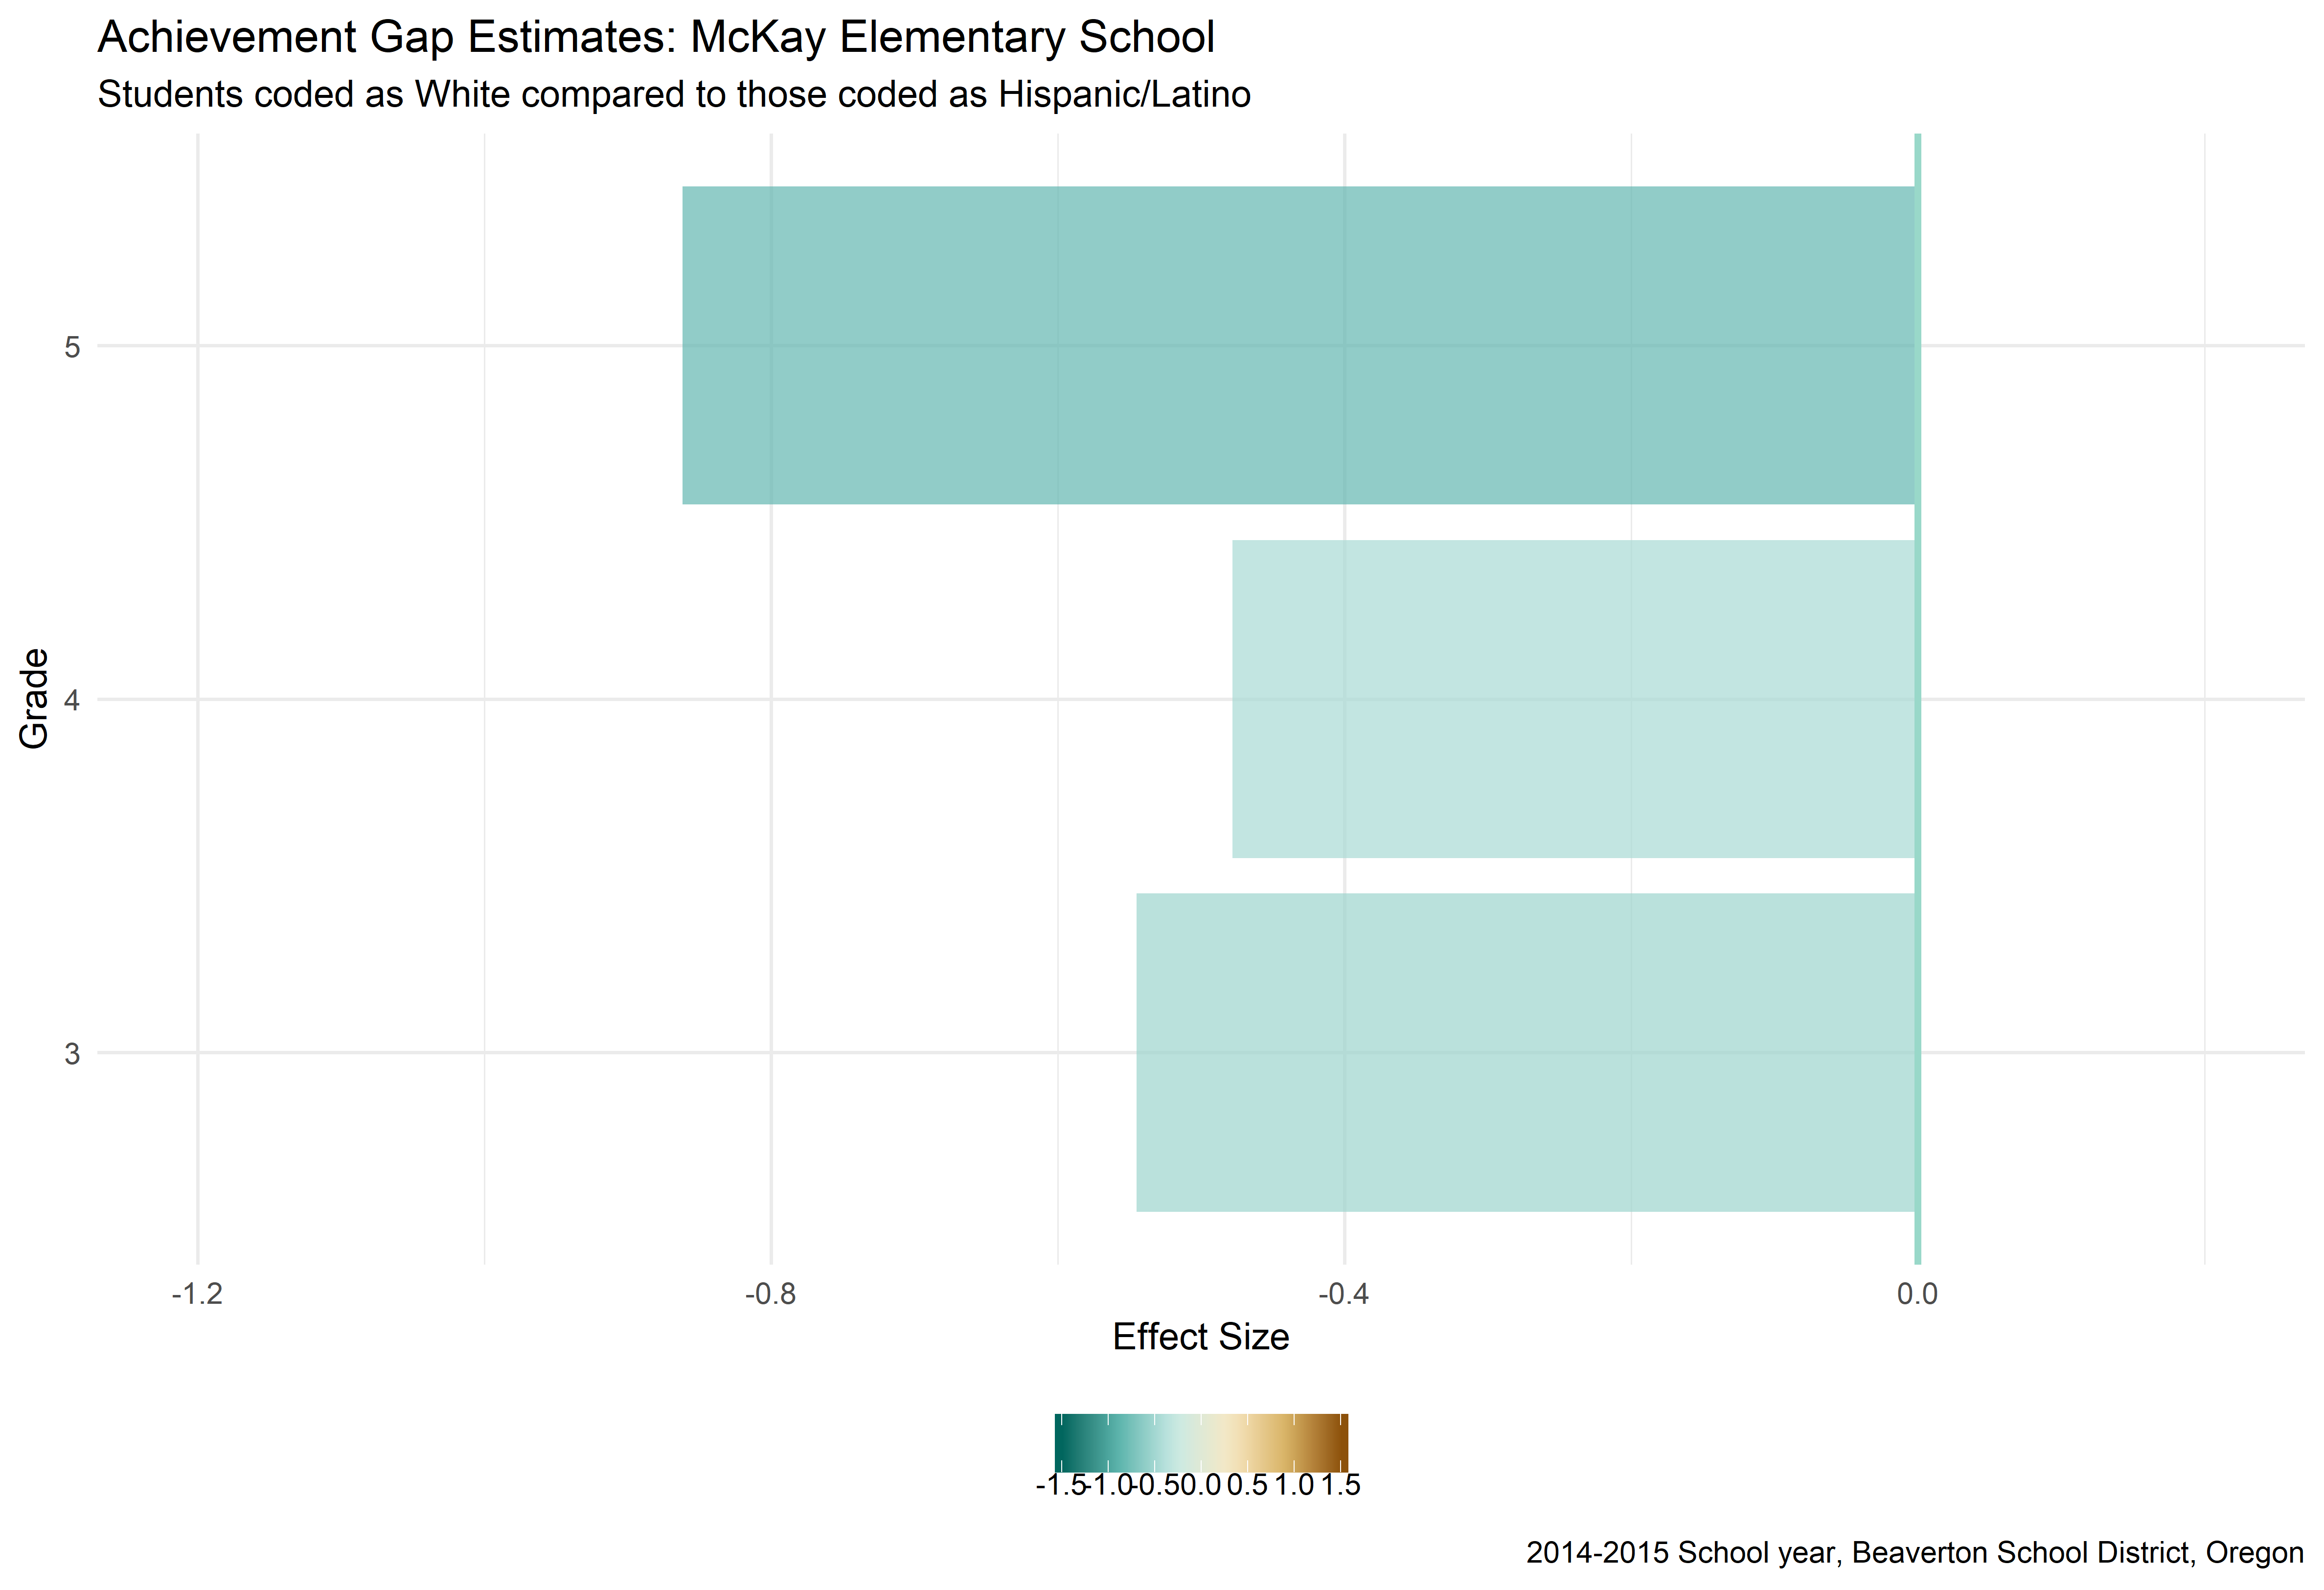 Achievement Gap Estimates: McKay Elementary School
Students coded as White compared to those coded as Hispanic/Latino
5
4
3
Grade
-1.2 -0.8 -0.4 0.0
Effect Size
-1.5 -1.0 -0.5 0.0 0.5 1.0 1.5
2014-2015 School year, Beaverton School District, Oregon